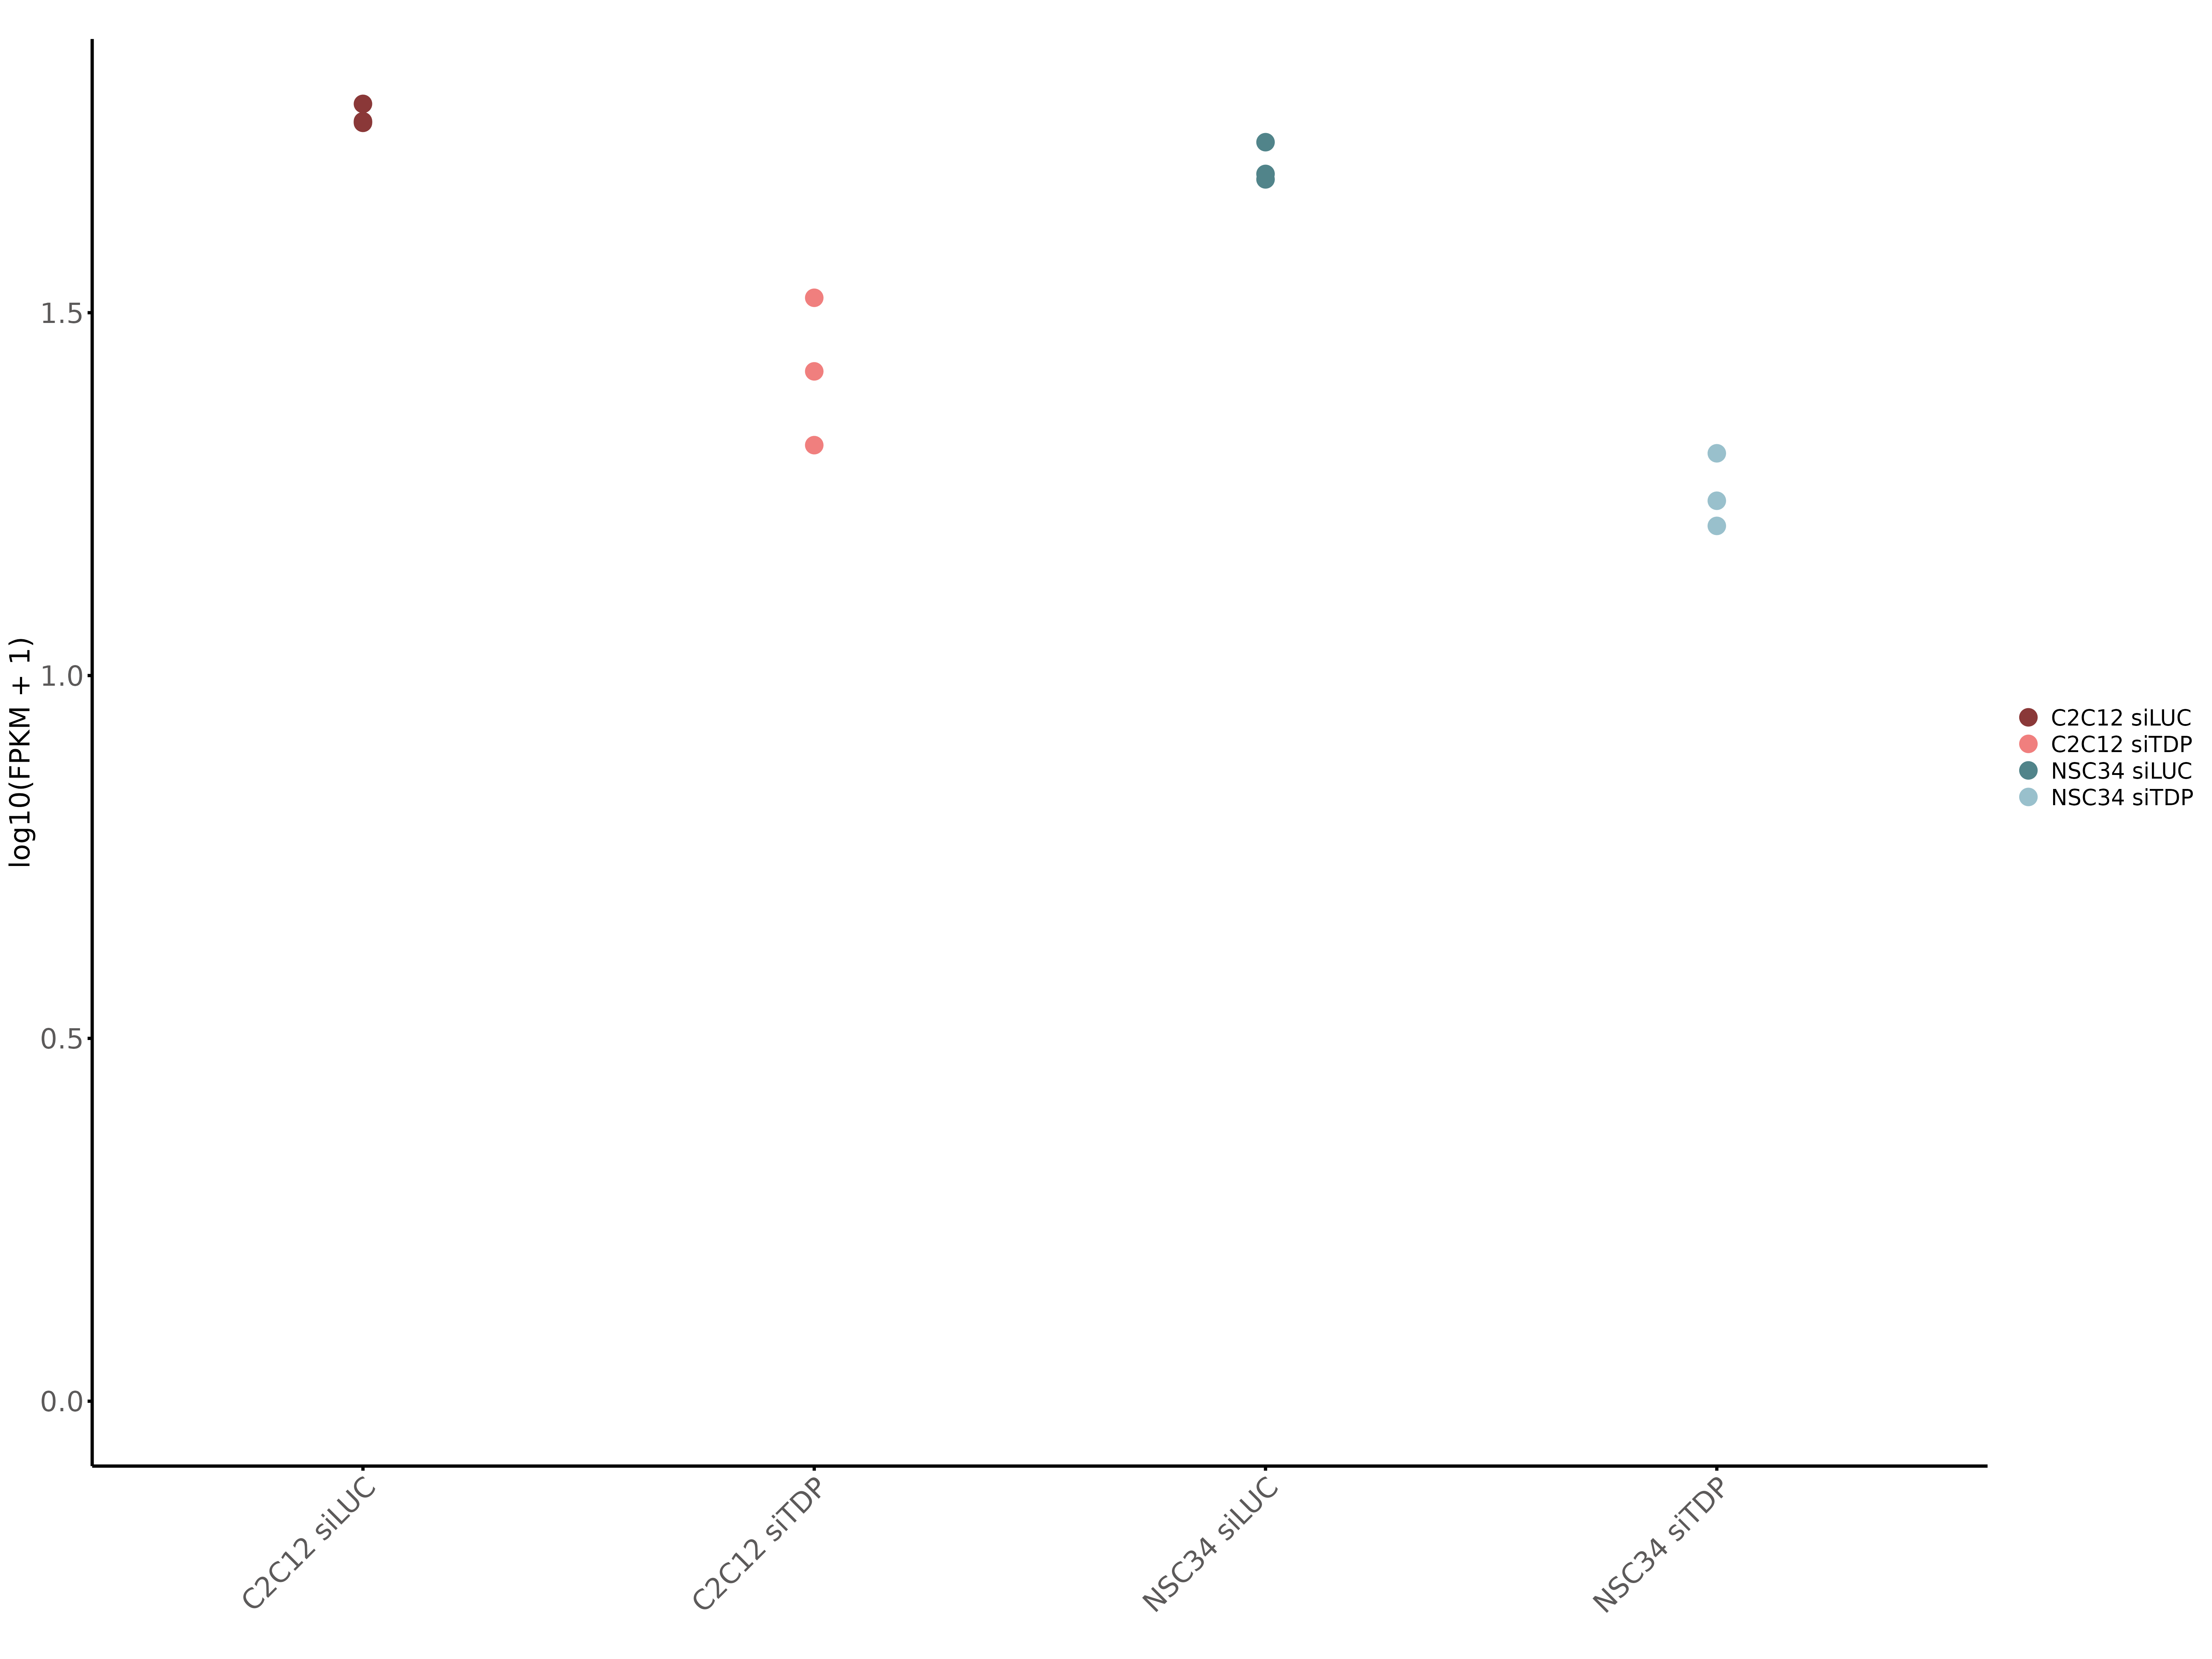 log10(FPKM + 1)
1.5
1.0
0.5
0.0
C2C12 siLUC
C2C12 siTDP
NSC34 siLUC
NSC34 siTDP
C2C12 siLUC
C2C12 siTDP
NSC34 siLUC
NSC34 siTDP